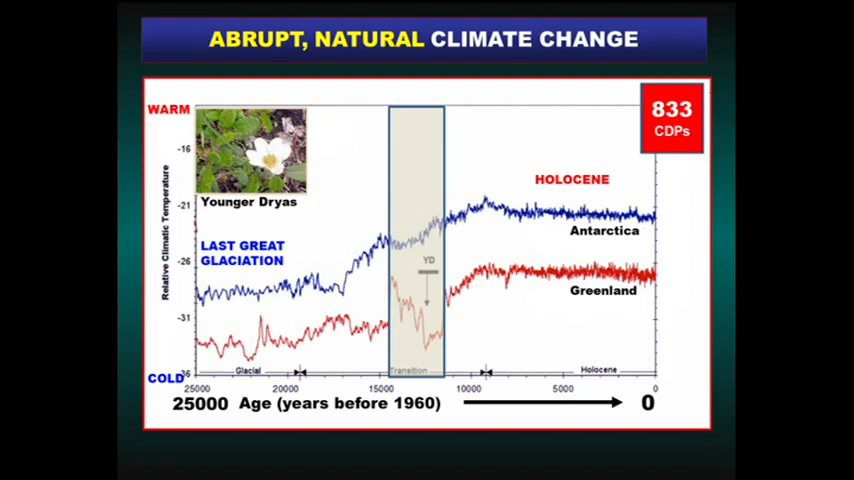 ABRUPT, NATURAL CLIMATE CHANGE
833
CDPs
WARM
-16
-21
-26
-31
-36
COLD
Relative Climatic Temperature
Younger Dryas
HOLOCENE
Antarctica
LAST GREAT
GLACIATION
YD
Greenland
Glacial
Transition
Holocene
25000 20000 15000 10000 5000 0
25000 Age (years before 1960) 0